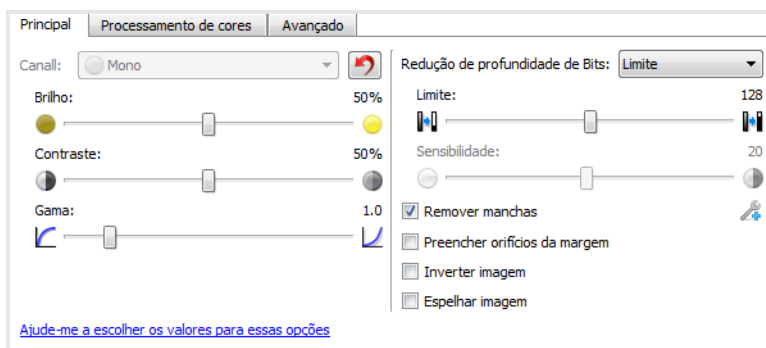 Principal Processamento de cores Avançado
Canall: Mono
Brilho: 50%
Contraste: 50%
Gama: 1.0
Ajude-me a escolher os valores para essas opções
Redução de profundidade de Bits: Limite
Limite: 128
Sensibilidade: 20
Remover manchas
Preencher orifícios da margem
Inverter imagem
Espelhar imagem